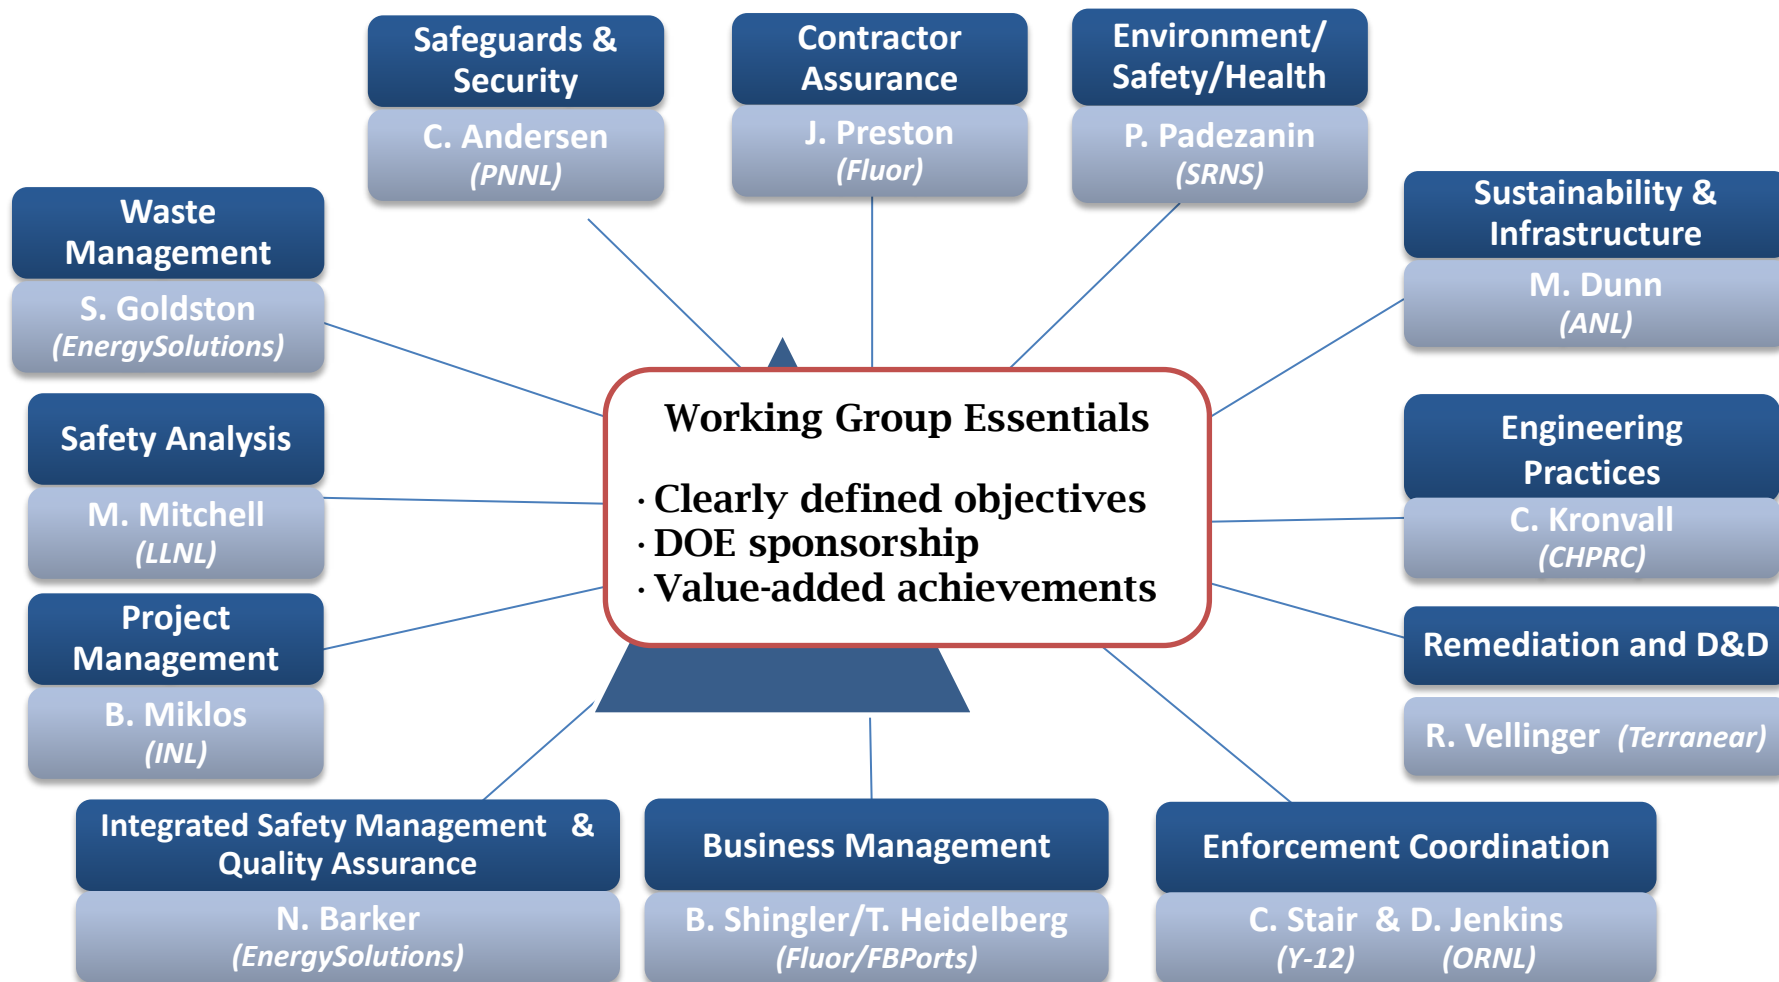 Safeguards &
Security
C. Andersen
(PNNL)
Contractor
Assurance
J. Preston
(Fluor)
Environment/
Safety/Health
P. Padezanin
(SRNS)
Waste
Management
S. Goldston
(EnergySolutions)
Sustainability &
Infrastructure
M. Dunn
(ANL)
Safety Analysis
M. Mitchell
(LLNL)
Working Group Essentials
· Clearly defined objectives
· DOE sponsorship
· Value-added achievements
Engineering
Practices
C. Kronvall
(CHPRC)
Project
Management
B. Miklos
(INL)
Remediation and D&D
R. Vellinger (Terranear)
Integrated Safety Management &
Quality Assurance
N. Barker
(EnergySolutions)
Business Management
B. Shingler/T. Heidelberg
(Fluor/FBPorts)
Enforcement Coordination
C. Stair & D. Jenkins
(Y-12) (ORNL)